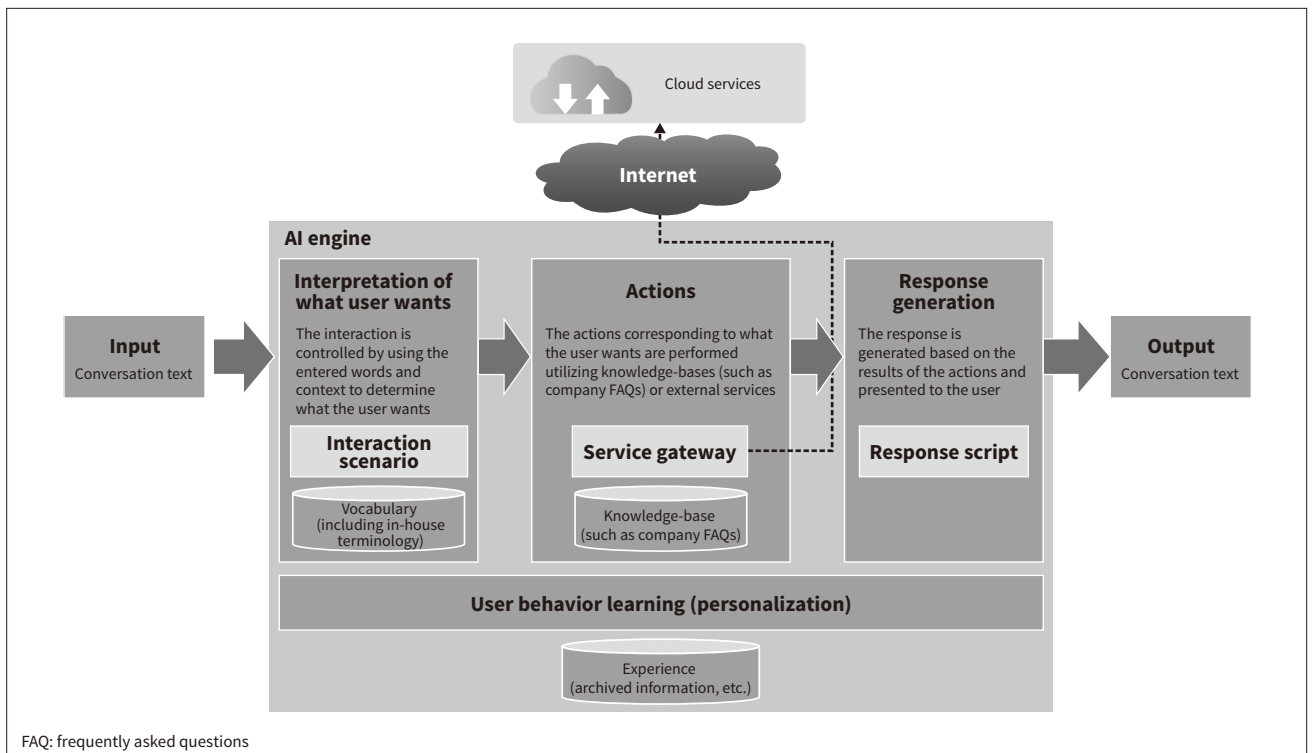 Cloud services
Internet
AI engine
Input
Conversation text
Interpretation of
what user wants
The interaction is
controlled by using the
entered words and
context to determine
what the user wants
Interaction
scenario
Vocabulary
(including in-house
terminology)
Actions
The actions corresponding to what
the user wants are performed
utilizing knowledge-bases (such as
company FAQs) or external services
Service gateway
Knowledge-base
(such as company FAQs)
Response
generation
The response is
generated based on the
results of the actions and
presented to the user
Response script
Output
Conversation text
User behavior learning (personalization)
Experience
(archived information, etc.)
FAQ: frequently asked questions